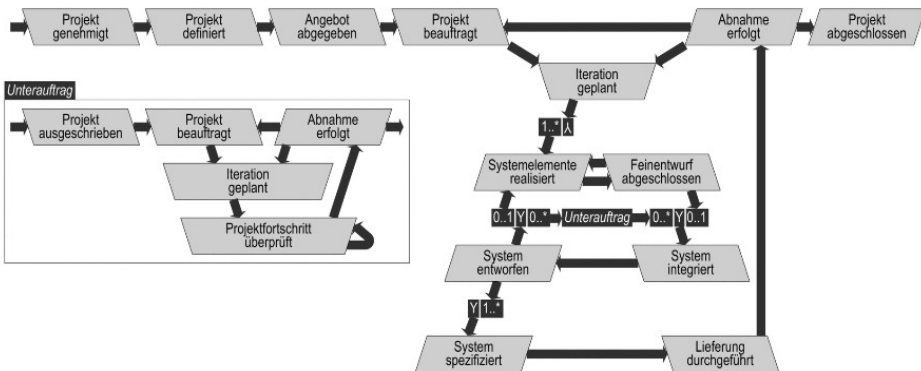 Projekt
genehmigt
Projekt
definiert
Angebot
abgegeben
Projekt
beauftragt
Abnahme
erfolgt
Projekt
abgeschlossen
Iteration
geplant
Unterauftrag
Projekt
ausgeschrieben
Projekt
beauftragt
Abnahme
erfolgt
Iteration
geplant
Projektfortschritt
überprüft
1..* ⅄
Systemelemente
realisiert
Feinentwurf
abgeschlossen
0..1 Y 0..*
Unterauftrag
0..* Y 0..1
System
entworfen
System
integriert
Y 1..*
System
spezifiziert
Lieferung
durchgeführt